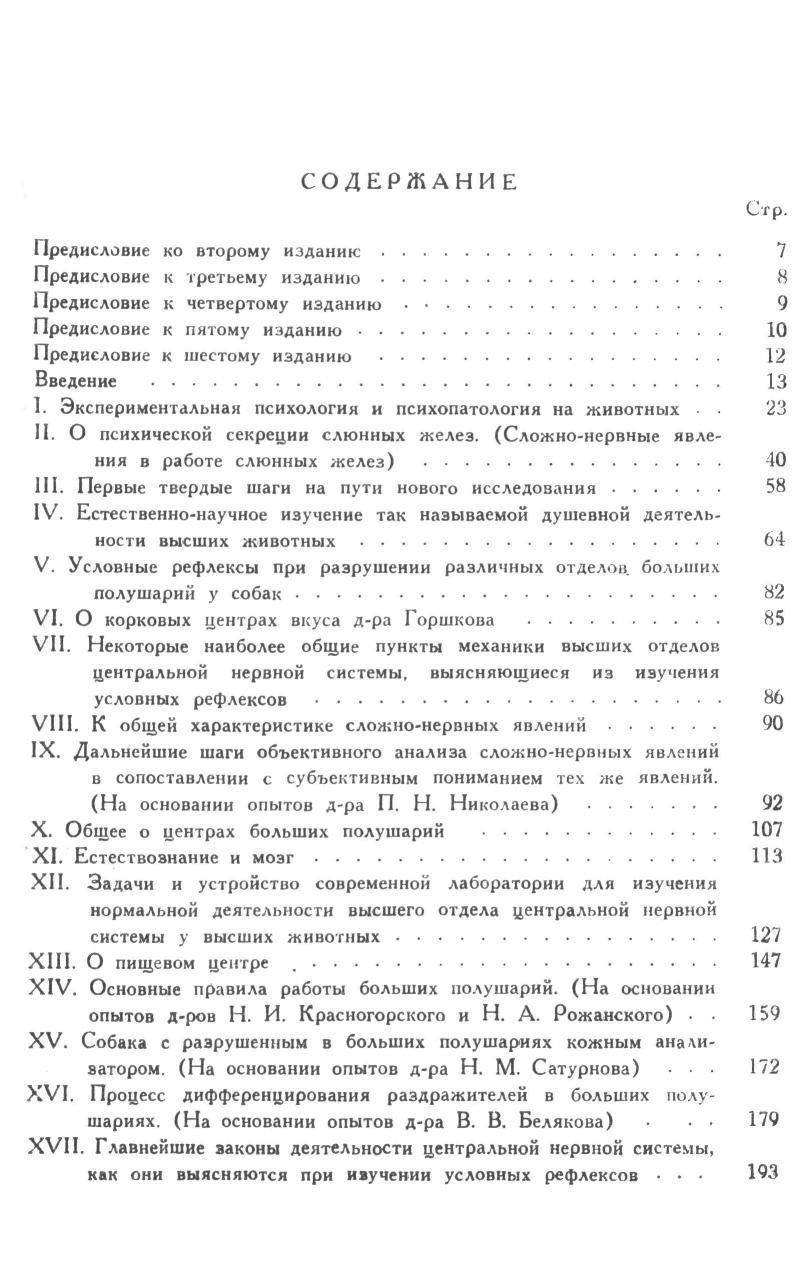 СОДЕРЖАНИЕ
Стр.
Предисловие ко второму изданию . . . . . . . . . . . . . . . . . 7
Предисловие к третьему изданию . . . . . . . . . . . . . . . . . 8
Предисловие к четвертому изданию . . . . . . . . . . . . . . . . 9
Предисловие к пятому изданию . . . . . . . . . . . . . . . . . . 10
Предисловие к шестому изданию . . . . . . . . . . . . . . . . . 12
Введение . . . . . . . . . . . . . . . . . . . . . . . . . . . 13
I. Экспериментальная психология и психопатология на животных . . 23
II. О психической секреции слюнных желез. (Сложно-нервные явле-
ния в работе слюнных желез) . . . . . . . . . . . . . . . 40
III. Первые твердые шаги на пути нового исследования . . . . . . 58
IV. Естественно-научное изучение так называемой душевной деятель-
ности высших животных . . . . . . . . . . . . . . . . . . 64
V. Условные рефлексы при разрушении различных отделов больших
полушарий у собак . . . . . . . . . . . . . . . . . . . . . 82
VI. О корковых центрах вкуса д-ра Горшкова . . . . . . . . . . 85
VII. Некоторые наиболее общие пункты механики высших отделов
центральной нервной системы, выясняющиеся из изучения
условных рефлексов . . . . . . . . . . . . . . . . . . . . 86
VIII. К общей характеристике сложно-нервных явлений . . . . . . 90
IX. Дальнейшие шаги объективного анализа сложно-нервных явлений
в сопоставлении с субъективным пониманием тех же явлений.
(На основании опытов д-ра П. Н. Николаева) . . . . . . . 92
X. Общее о центрах больших полушарий . . . . . . . . . . . . 107
XI. Естествознание и мозг . . . . . . . . . . . . . . . . . . . . 113
XII. Задачи и устройство современной лаборатории для изучения
нормальной деятельности высшего отдела центральной нервной
системы у высших животных . . . . . . . . . . . . . . . . 127
XIII. О пищевом центре . . . . . . . . . . . . . . . . . . . . . 147
XIV. Основные правила работы больших полушарий. (На основании
опытов д-ров Н. И. Красногорского и Н. А. Рожанского) . . 159
XV. Собака с разрушенным в больших полушариях кожным анали-
затором. (На основании опытов д-ра Н. М. Сатурнова) . . . 172
XVI. Процесс дифференцирования раздражителей в больших полу-
шариях. (На основании опытов д-ра В. В. Белякова) . . . 179
XVII. Главнейшие законы деятельности центральной нервной системы,
как они выясняются при изучении условных рефлексов . . . 193